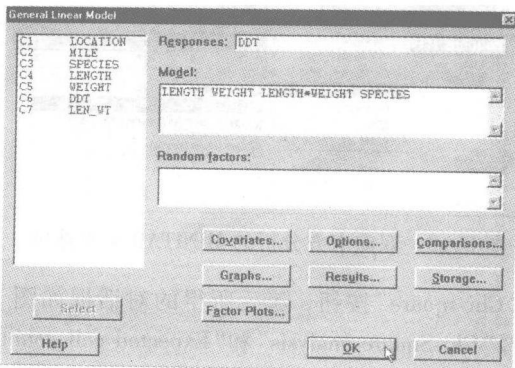 General Linear Model
C1 LOCATION
C2 MILE
C3 SPECIES
C4 LENGTH
C5 WEIGHT
C6 DDT
C7 LEN_WT
Responses: DDT
Model:
LENGTH WEIGHT LENGTH*WEIGHT SPECIES
Random factors:
Covariates... Options... Comparisons...
Graphs... Results... Storage...
Select
Factor Plots...
Help
OK
Cancel